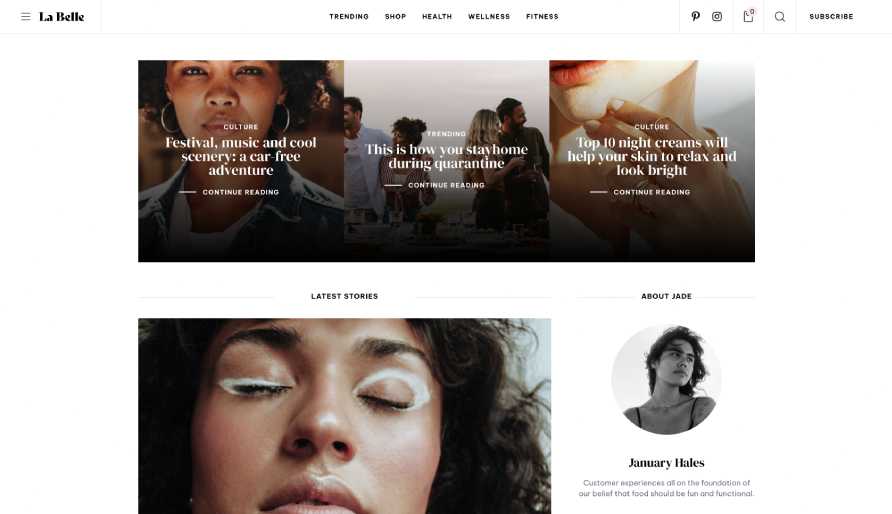 La Belle
TRENDING SHOP HEALTH WELLNESS FITNESS
0
SUBSCRIBE
CULTURE
Festival, music and cool
scenery: a car-free
adventure
CONTINUE READING
TRENDING
This is how you stayhome
during quarantine
CONTINUE READING
CULTURE
Top 10 night creams will
help your skin to relax and
look bright
CONTINUE READING
LATEST STORIES
ABOUT JADE
January Hales
Customer experiences all on the foundation of
our belief that food should be fun and functional.